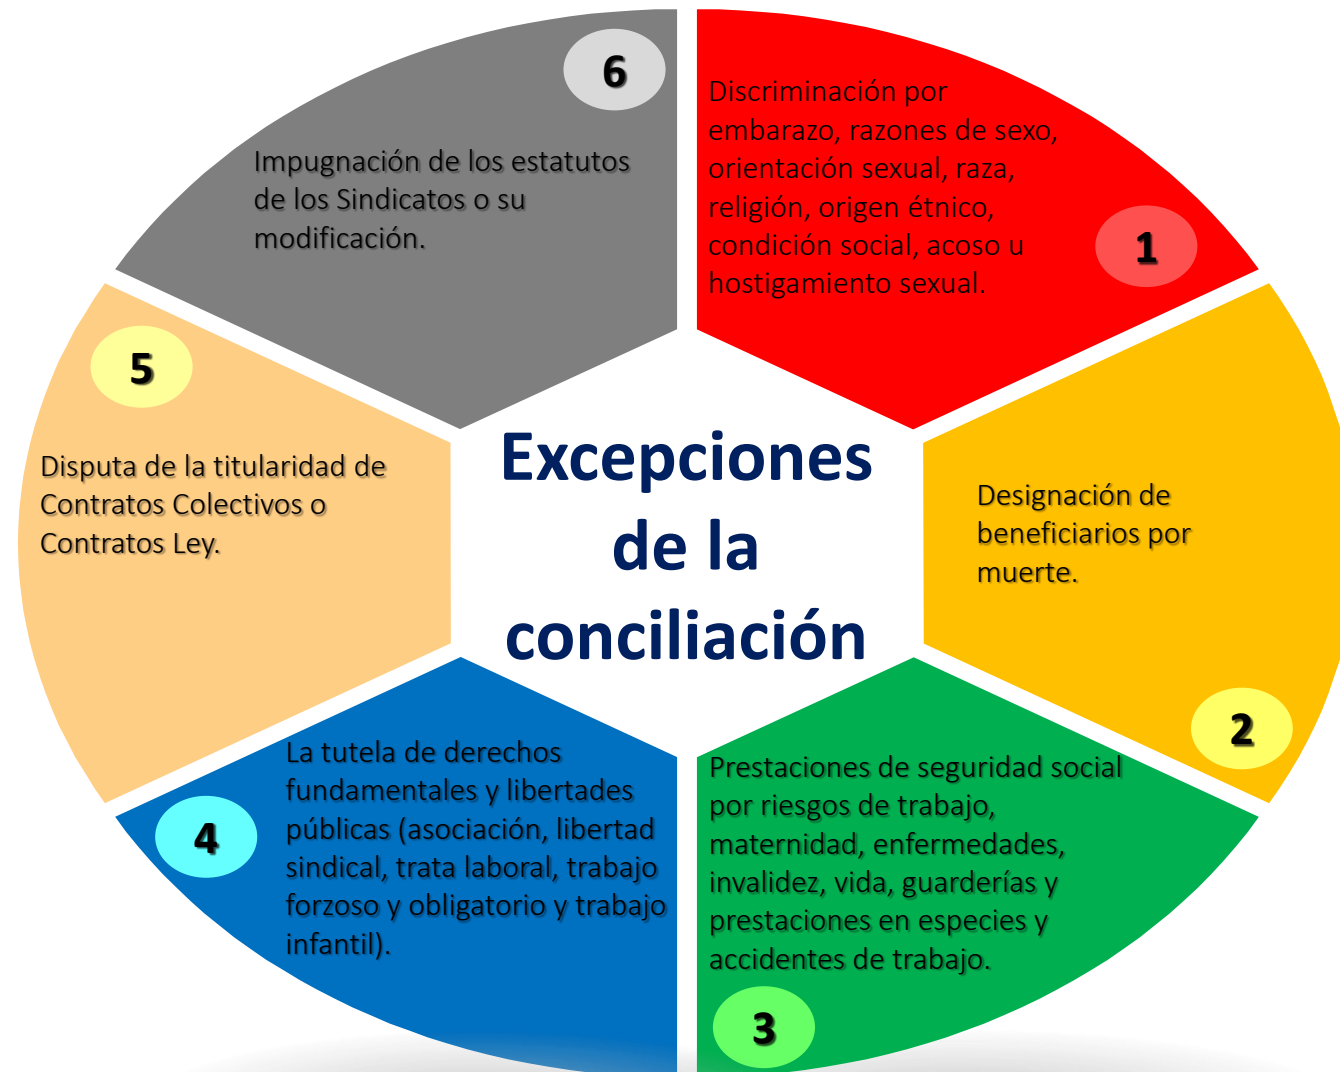 Excepciones
de la
conciliación
1
Discriminación por
embarazo, razones de sexo,
orientación sexual, raza,
religión, origen étnico,
condición social, acoso u
hostigamiento sexual.
2
Designación de
beneficiarios por
muerte.
3
Prestaciones de seguridad social
por riesgos de trabajo,
maternidad, enfermedades,
invalidez, vida, guarderías y
prestaciones en especies y
accidentes de trabajo.
4
La tutela de derechos
fundamentales y libertades
públicas (asociación, libertad
sindical, trata laboral, trabajo
forzoso y obligatorio y trabajo
infantil).
5
Disputa de la titularidad de
Contratos Colectivos o
Contratos Ley.
6
Impugnación de los estatutos
de los Sindicatos o su
modificación.